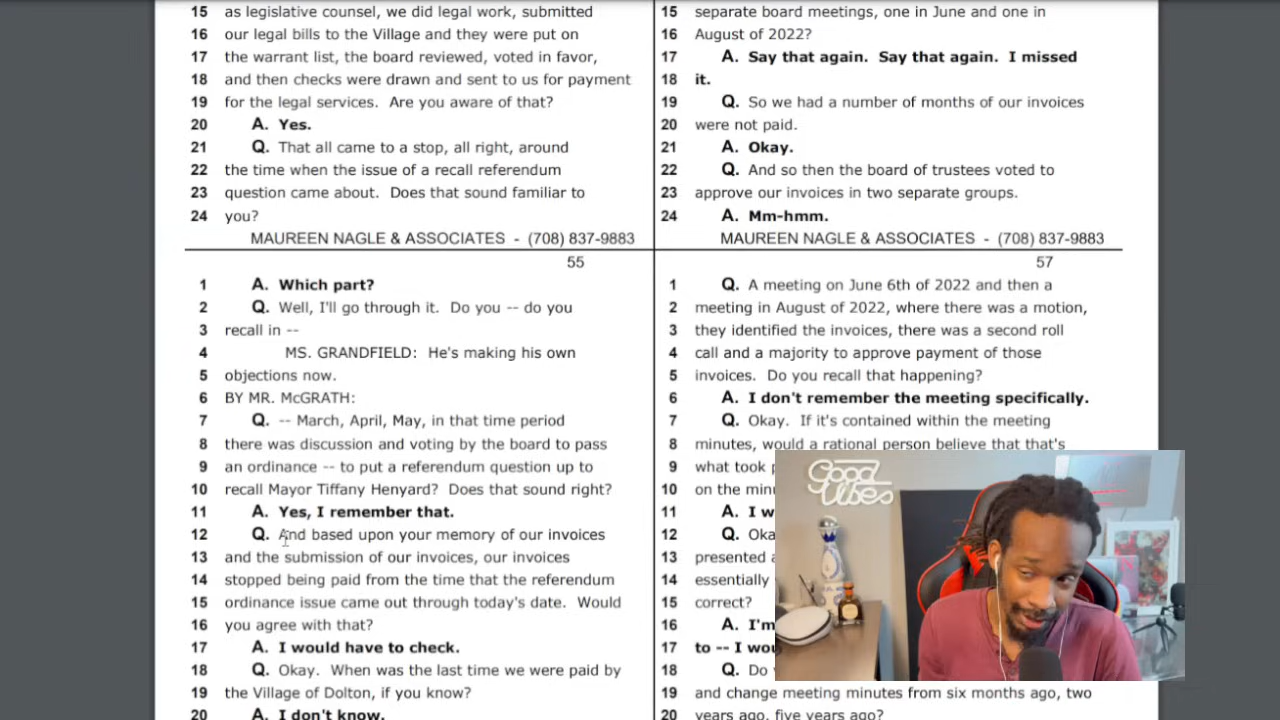 15 as legislative counsel, we did legal work, submitted
16 our legal bills to the Village and they were put on
17 the warrant list, the board reviewed, voted in favor,
18 and then checks were drawn and sent to us for payment
19 for the legal services. Are you aware of that?
20 A. Yes.
21 Q. That all came to a stop, all right, around
22 the time when the issue of a recall referendum
23 question came about. Does that sound familiar to
24 you?
MAUREEN NAGLE & ASSOCIATES - (708) 837-9883
55
1 A. Which part?
2 Q. Well, I'll go through it. Do you -- do you
3 recall in --
4 MS. GRANDFIELD: He's making his own
5 objections now.
6 BY MR. McGRATH:
7 Q. -- March, April, May, in that time period
8 there was discussion and voting by the board to pass
9 an ordinance -- to put a referendum question up to
10 recall Mayor Tiffany Henyard? Does that sound right?
11 A. Yes, I remember that.
12 Q. And based upon your memory of our invoices
13 and the submission of our invoices, our invoices
14 stopped being paid from the time that the referendum
15 ordinance issue came out through today's date. Would
16 you agree with that?
17 A. I would have to check.
18 Q. Okay. When was the last time we were paid by
19 the Village of Dolton, if you know?
20 A. I don't know.
15 separate board meetings, one in June and one in
16 August of 2022?
17 A. Say that again. Say that again. I missed
18 it.
19 Q. So we had a number of months of our invoices
20 were not paid.
21 A. Okay.
22 Q. And so then the board of trustees voted to
23 approve our invoices in two separate groups.
24 A. Mm-hmm.
MAUREEN NAGLE & ASSOCIATES - (708) 837-9883
57
1 Q. A meeting on June 6th of 2022 and then a
2 meeting in August of 2022, where there was a motion,
3 they identified the invoices, there was a second roll
4 call and a majority to approve payment of those
5 invoices. Do you recall that happening?
6 A. I don't remember the meeting specifically.
7 Q. Okay. If it's contained within the meeting
8 minutes, would a rational person believe that that's
9 what took
10 on the
11 A. I
12 Q.
13 presented
14 essentially
15 correct?
16 A. I'm
17 to -- I
18 Q. Do
19 and change meeting minutes from six months ago, two
20 years ago, five years ago?
Good
Vibes